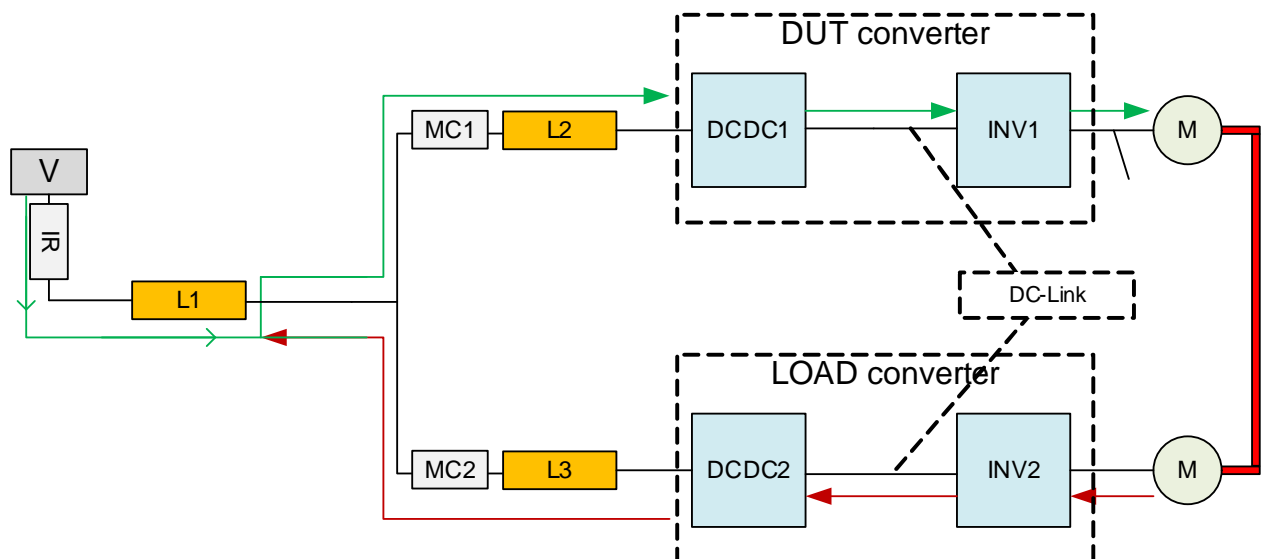 DUT converter
MC1
L2
DCDC1
INV1
M
V
IR
L1
DC-Link
LOAD converter
MC2
L3
DCDC2
INV2
M